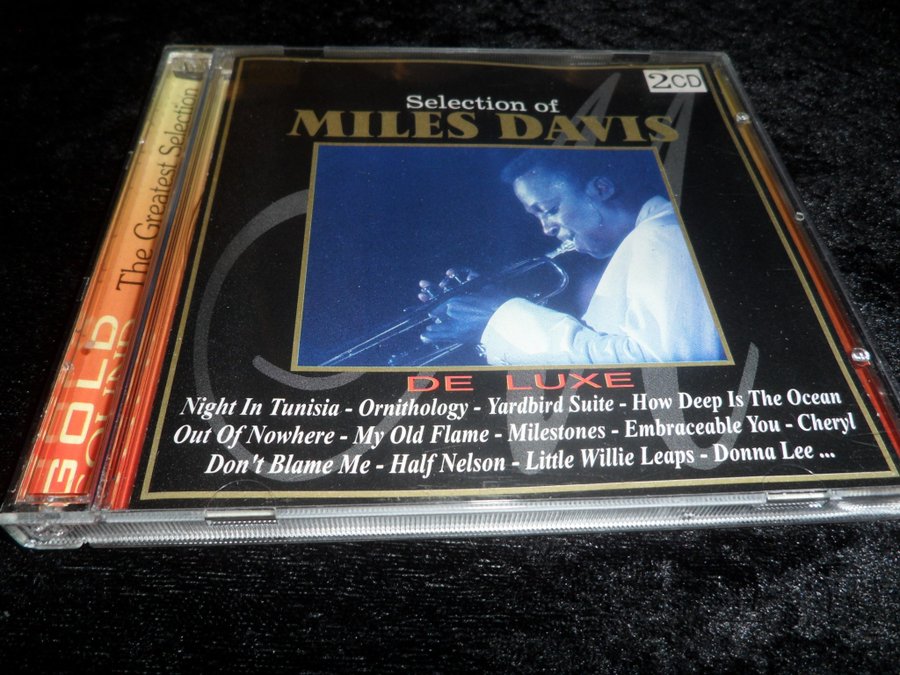 2CD
Selection of
MILES DAVIS
DE LUXE
Night In Tunisia - Ornithology - Yardbird Suite - How Deep Is The Ocean
Out Of Nowhere - My Old Flame - Milestones - Embraceable You - Cheryl
Don't Blame Me - Half Nelson - Little Willie Leaps - Donna Lee ...
GOLD
The Greatest Selection